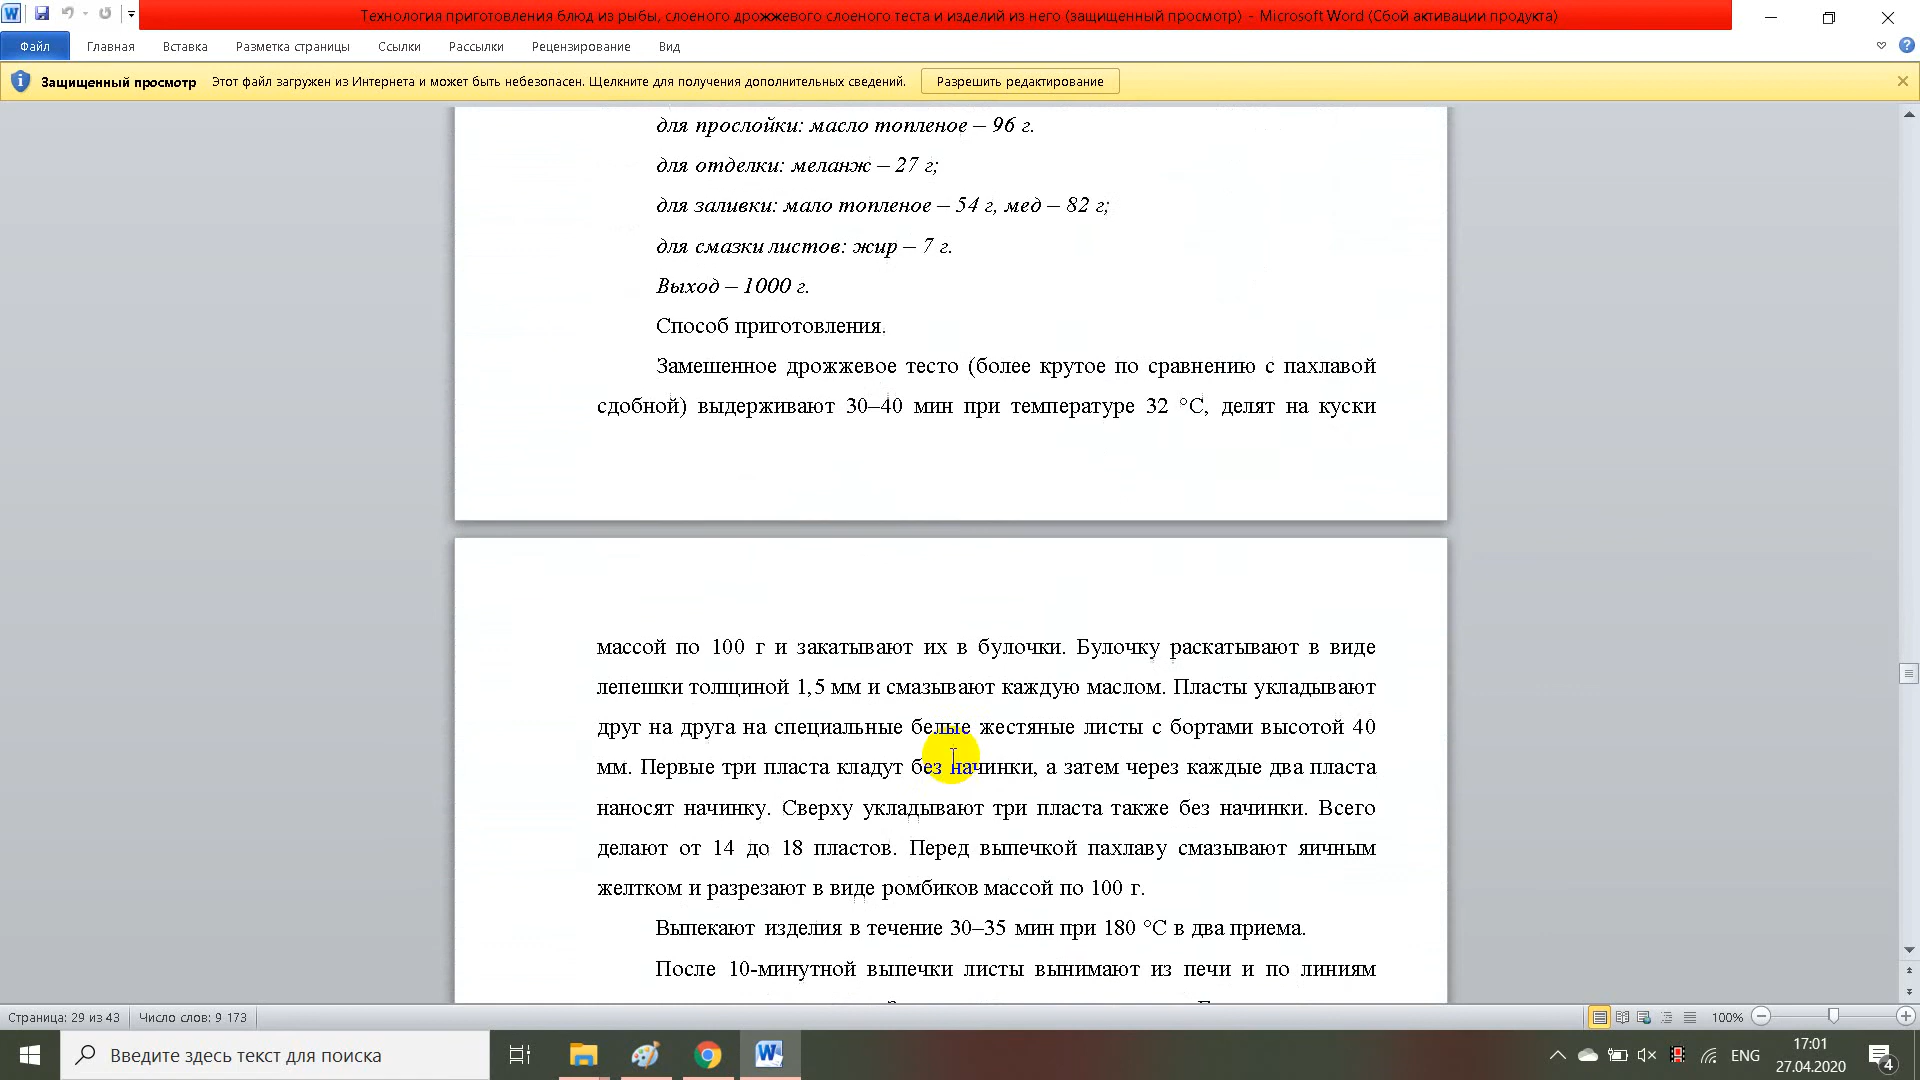 Технология приготовления блюд из рыбы, слоеного дрожжевого слоеного теста и изделий из него (защищенный просмотр) - Microsoft Word (Сбой активации продукта)
Файл Главная Вставка Разметка страницы Ссылки Рассылки Рецензирование Вид
Защищенный просмотр Этот файл загружен из Интернета и может быть небезопасен. Щелкните для получения дополнительных сведений. Разрешить редактирование
для прослойки: масло топленое – 96 г.
для отделки: меланж – 27 г;
для заливки: мало топленое – 54 г, мед – 82 г;
для смазки листов: жир – 7 г.
Выход – 1000 г.
Способ приготовления.
Замешенное дрожжевое тесто (более крутое по сравнению с пахлавой
сдобной) выдерживают 30–40 мин при температуре 32 °С, делят на куски
массой по 100 г и закатывают их в булочки. Булочку раскатывают в виде
лепешки толщиной 1,5 мм и смазывают каждую маслом. Пласты укладывают
друг на друга на специальные белые жестяные листы с бортами высотой 40
мм. Первые три пласта кладут без начинки, а затем через каждые два пласта
наносят начинку. Сверху укладывают три пласта также без начинки. Всего
делают от 14 до 18 пластов. Перед выпечкой пахлаву смазывают яичным
желтком и разрезают в виде ромбиков массой по 100 г.
Выпекают изделия в течение 30–35 мин при 180 °С в два приема.
После 10-минутной выпечки листы вынимают из печи и по линиям
Страница: 29 из 43 Число слов: 9 173 100%
Введите здесь текст для поиска ENG 17:01
27.04.2020 4